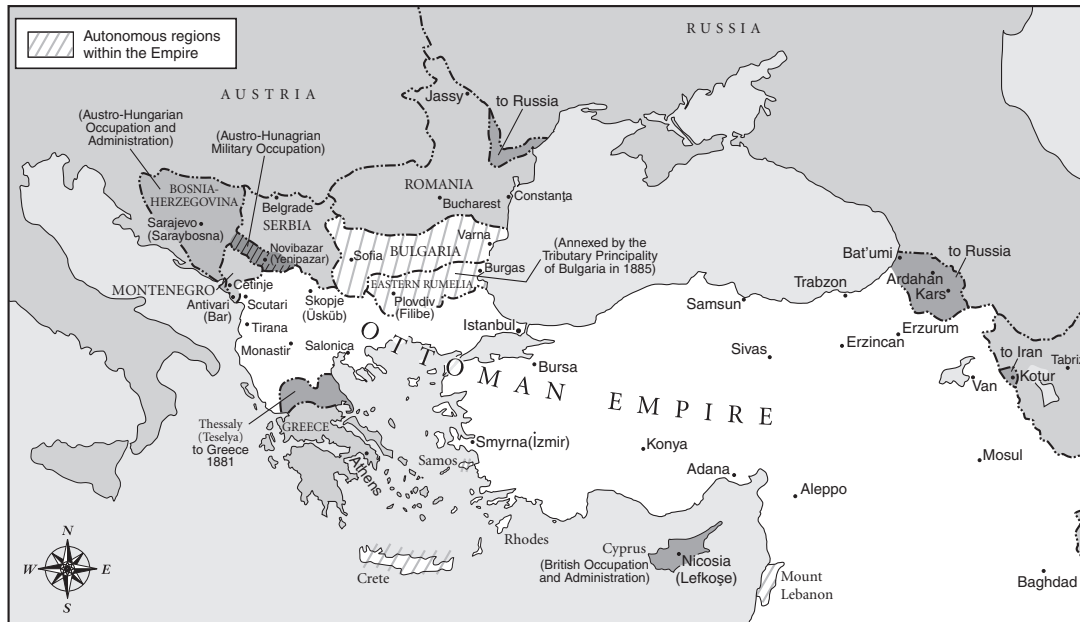 Autonomous regions
within the Empire
RUSSIA
AUSTRIA
Jassy
to Russia
(Austro-Hungarian
Occupation and
Administration)
(Austro-Hunagrian
Military Occupation)
BOSNIA-
HERZEGOVINA
ROMANIA
Bucharest
Constanţa
Belgrade
SERBIA
Sarajevo
(Saraybosna)
Novibazar
(Yenipazar)
Sofia
BULGARIA
Varna
(Annexed by the
Tributary Principality
of Bulgaria in 1885)
Burgas
EASTERN RUMELIA
Plovdiv
(Filibe)
Bat'umi
to Russia
Ardahan
Kars
MONTENEGRO
Cetinje
Antivari
(Bar)
Scutari
Skopje
(Üsküb)
Tirana
Monastir
Salonica
Istanbul
Samsun
Trabzon
Erzurum
Erzincan
Sivas
to Iran
Kotur
Tabriz
Van
Bursa
OTTOMAN EMPIRE
Thessaly
(Teselya)
to Greece
1881
GREECE
Athens
Smyrna(İzmir)
Samos
Konya
Adana
Mosul
Aleppo
Rhodes
Crete
Cyprus
(British Occupation
and Administration)
Nicosia
(Lefkoşe)
Mount
Lebanon
Baghdad
N
W
E
S